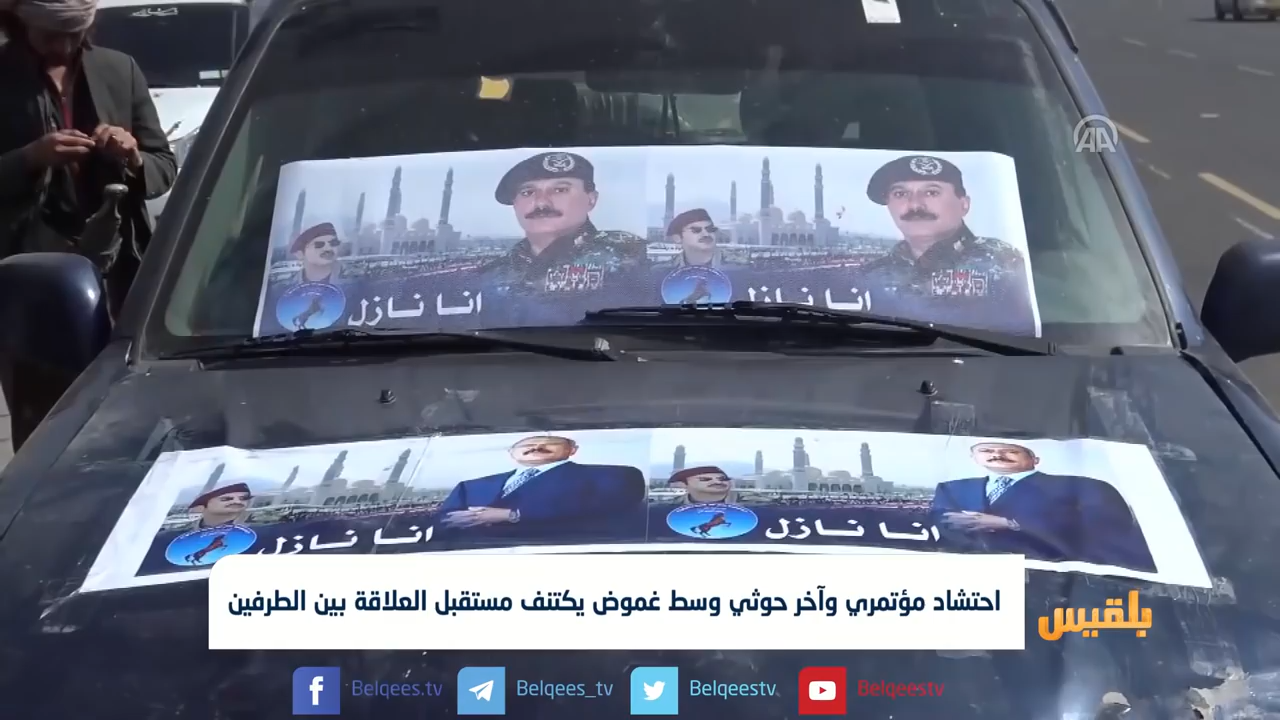 AA
انا نازل
انا نازل
انا نازل
انا نازل
احتشاد مؤتمري وآخر حوثي وسط غموض يكتنف مستقبل العلاقة بين الطرفين
بلقيس
Belqees.tv
Belqees_tv
Belqeestv
Belqeestv